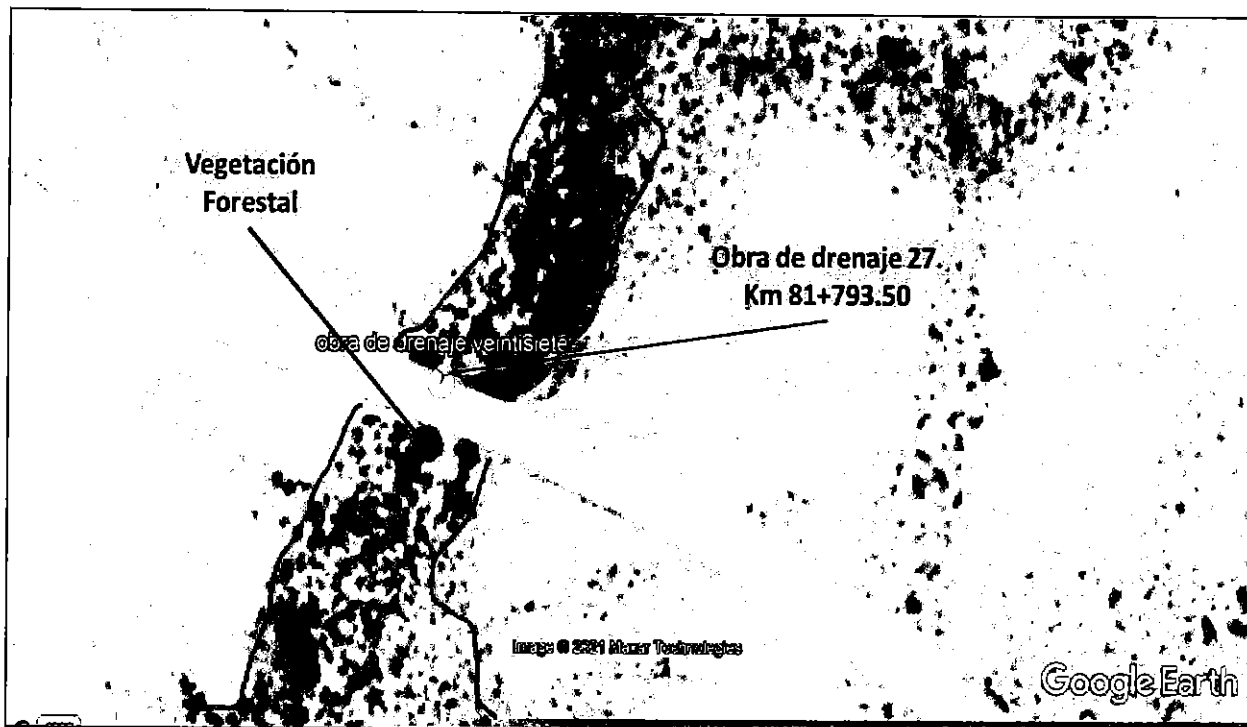 Vegetación
Forestal
Obra de drenaje 27.
Km 81+793.50
obra de drenaje veintisiete
Image © 2021 Maxar Technologies
Google Earth